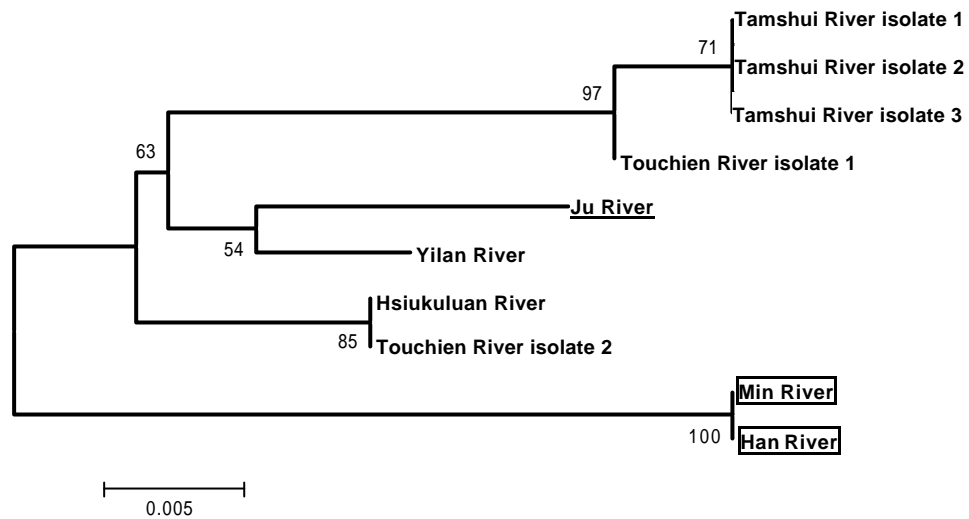 Tamshui River isolate 1
71
Tamshui River isolate 2
97
Tamshui River isolate 3
63
Touchien River isolate 1
Ju River
54
Yilan River
Hsiukuluan River
85
Touchien River isolate 2
Min River
100
Han River
0.005